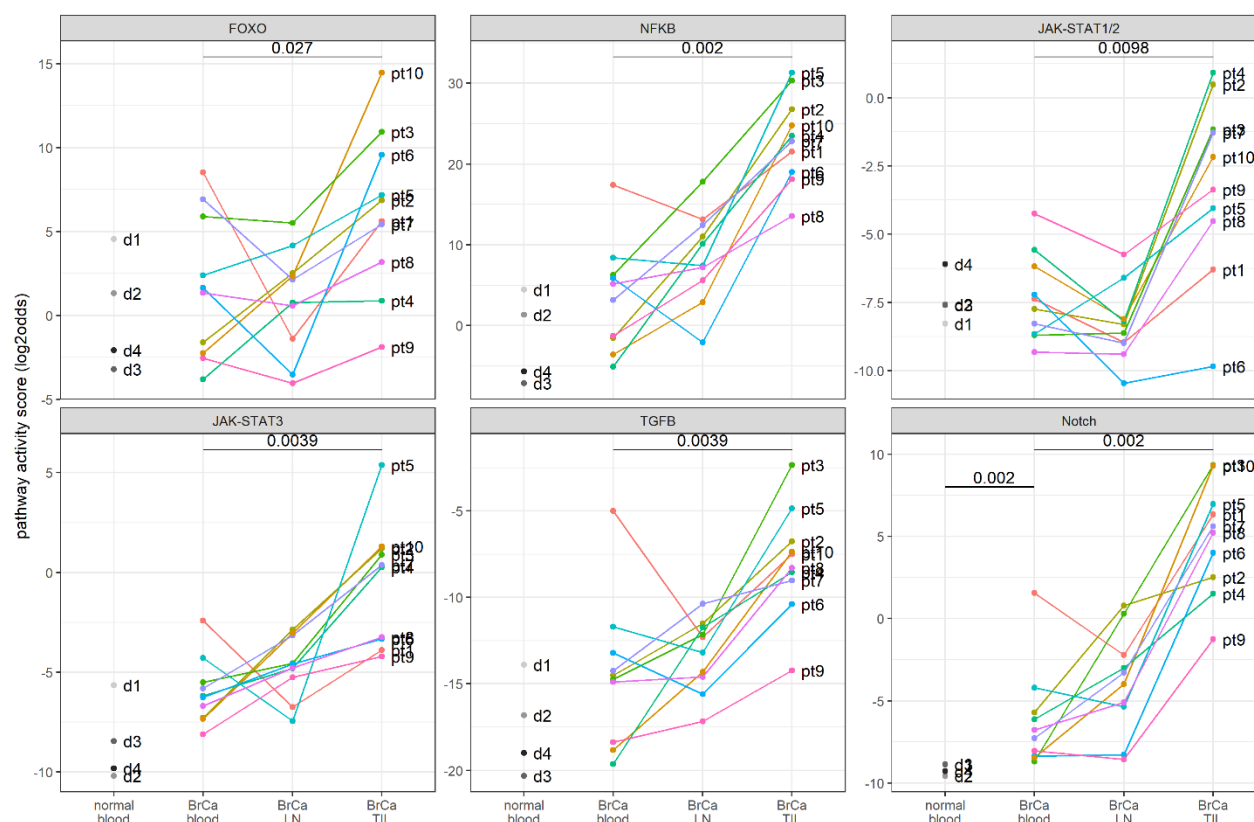 FOXO
NFKB
JAK-STAT1/2
0.027
0.002
0.0098
15
10
5
0
-5
30
20
10
0
0.0
-2.5
-5.0
-7.5
-10.0
pt10
pt3
pt6
pt5
pt2
pt7
pt8
pt4
pt9
d1
d2
d4
d3
pt5
pt3
pt2
pt10
pt4
pt7
pt1
pt6
pt9
pt8
d1
d2
d4
d3
pt4
pt2
pt7
pt10
pt9
pt5
pt8
pt1
pt6
d4
d1
pathway activity score (log2odds)
JAK-STAT3
TGFB
Notch
0.0039
0.0039
0.002
0.002
5
0
-5
-10
-5
-10
-15
-20
10
5
0
-5
-10
pt5
pt10
pt4
pt1
pt9
d1
d3
d4
d2
pt3
pt5
pt2
pt10
pt7
pt6
pt9
d1
d2
d4
d3
pt5
pt1
pt7
pt8
pt6
pt2
pt4
pt9
normal
blood
BrCa
blood
BrCa
LN
BrCa
TIL
normal
blood
BrCa
blood
BrCa
LN
BrCa
TIL
normal
blood
BrCa
blood
BrCa
LN
BrCa
TIL